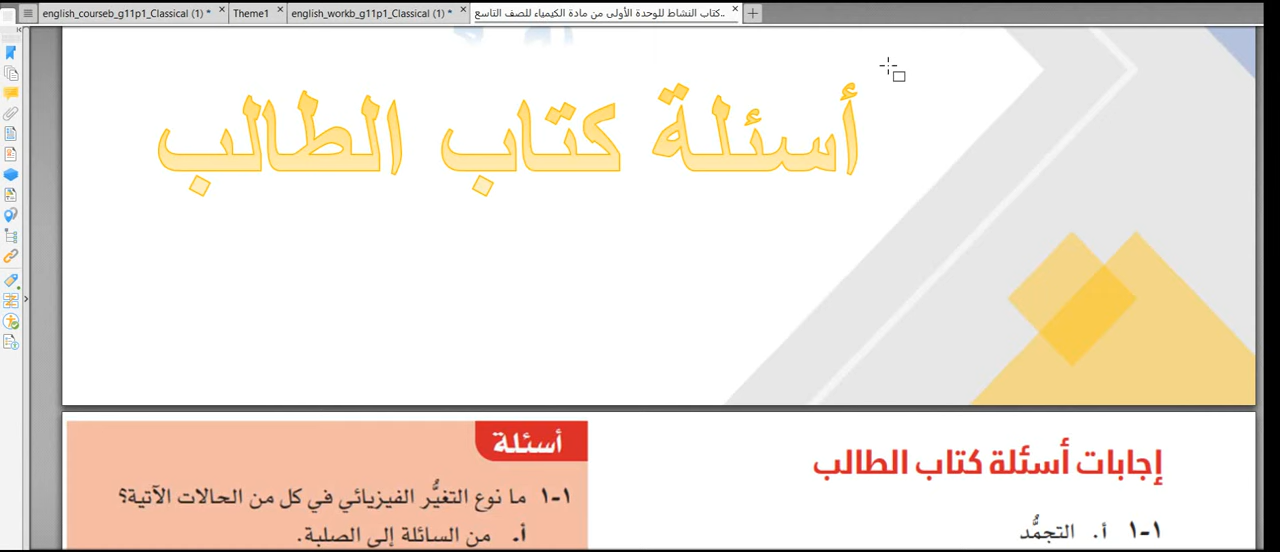 english_courseb_g11p1_Classical (1) *
Theme1
english_workb_g11p1_Classical (1) *
كتاب النشاط للوحدة الأولى من مادة الكيمياء للصف التاسع...
أسئلة كتاب الطالب
إجابات أسئلة كتاب الطالب
١-١ أ. التجمُّد
أسئلة
١-١ ما نوع التغيُّر الفيزيائي في كل من الحالات الآتية؟
أ. من السائلة إلى الصلبة.